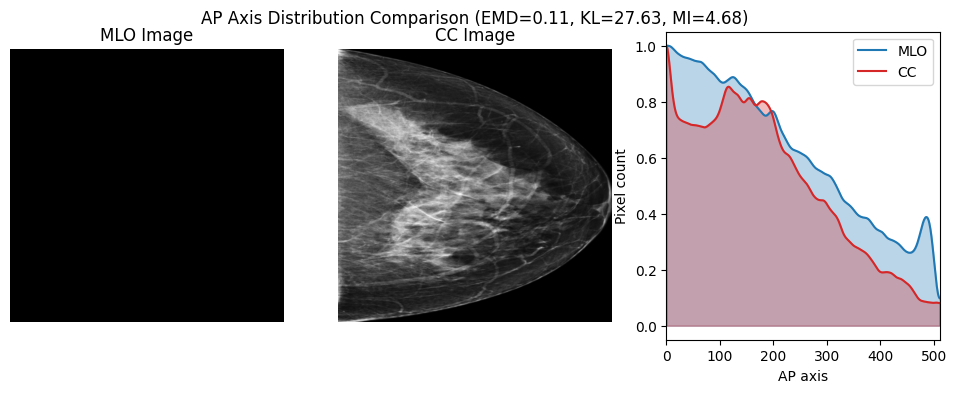 AP Axis Distribution Comparison (EMD=0.11, KL=27.63, MI=4.68)
MLO Image
CC Image
MLO
CC
Pixel count
1.0
0.8
0.6
0.4
0.2
0.0
0 100 200 300 400 500
AP axis